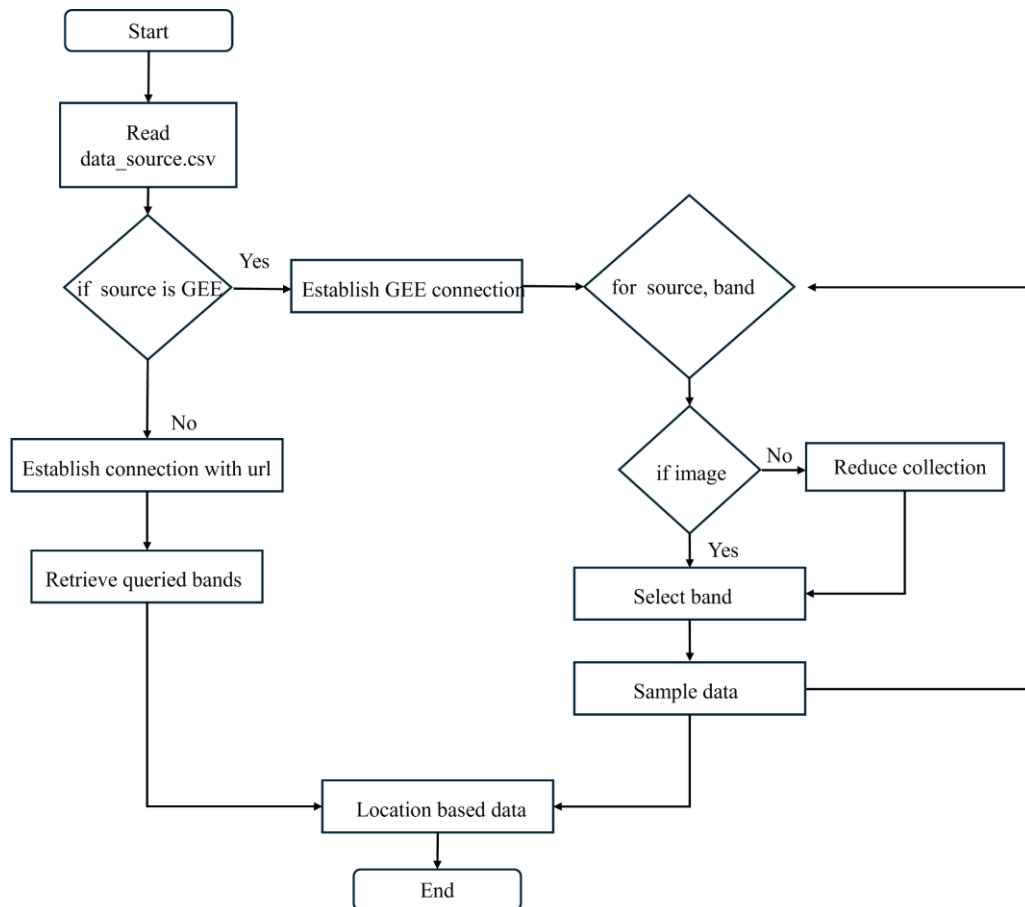 Start
Read
data_source.csv
if source is GEE
Yes
Establish GEE connection
for source, band
No
Establish connection with url
if image
No
Reduce collection
Yes
Retrieve queried bands
Select band
Sample data
Location based data
End